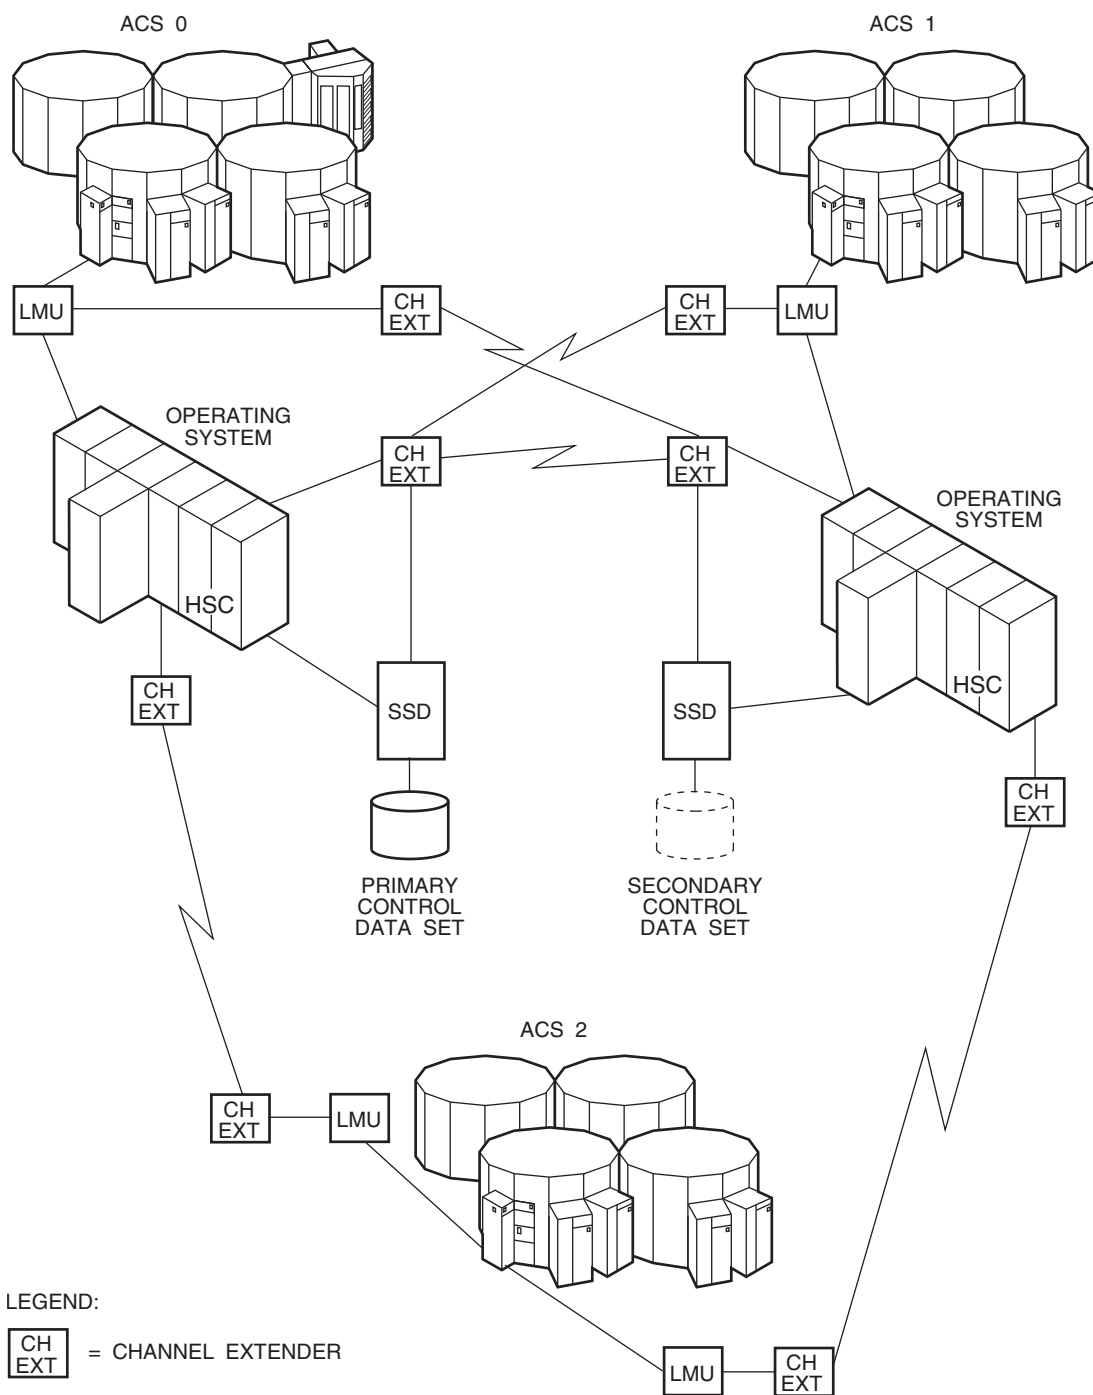 ACS 0
ACS 1
LMU
CH
EXT
CH
EXT
LMU
OPERATING
SYSTEM
CH
EXT
CH
EXT
OPERATING
SYSTEM
HSC
HSC
CH
EXT
SSD
SSD
CH
EXT
PRIMARY
CONTROL
DATA SET
SECONDARY
CONTROL
DATA SET
ACS 2
CH
EXT
LMU
LEGEND:
CH
EXT
= CHANNEL EXTENDER
LMU
CH
EXT